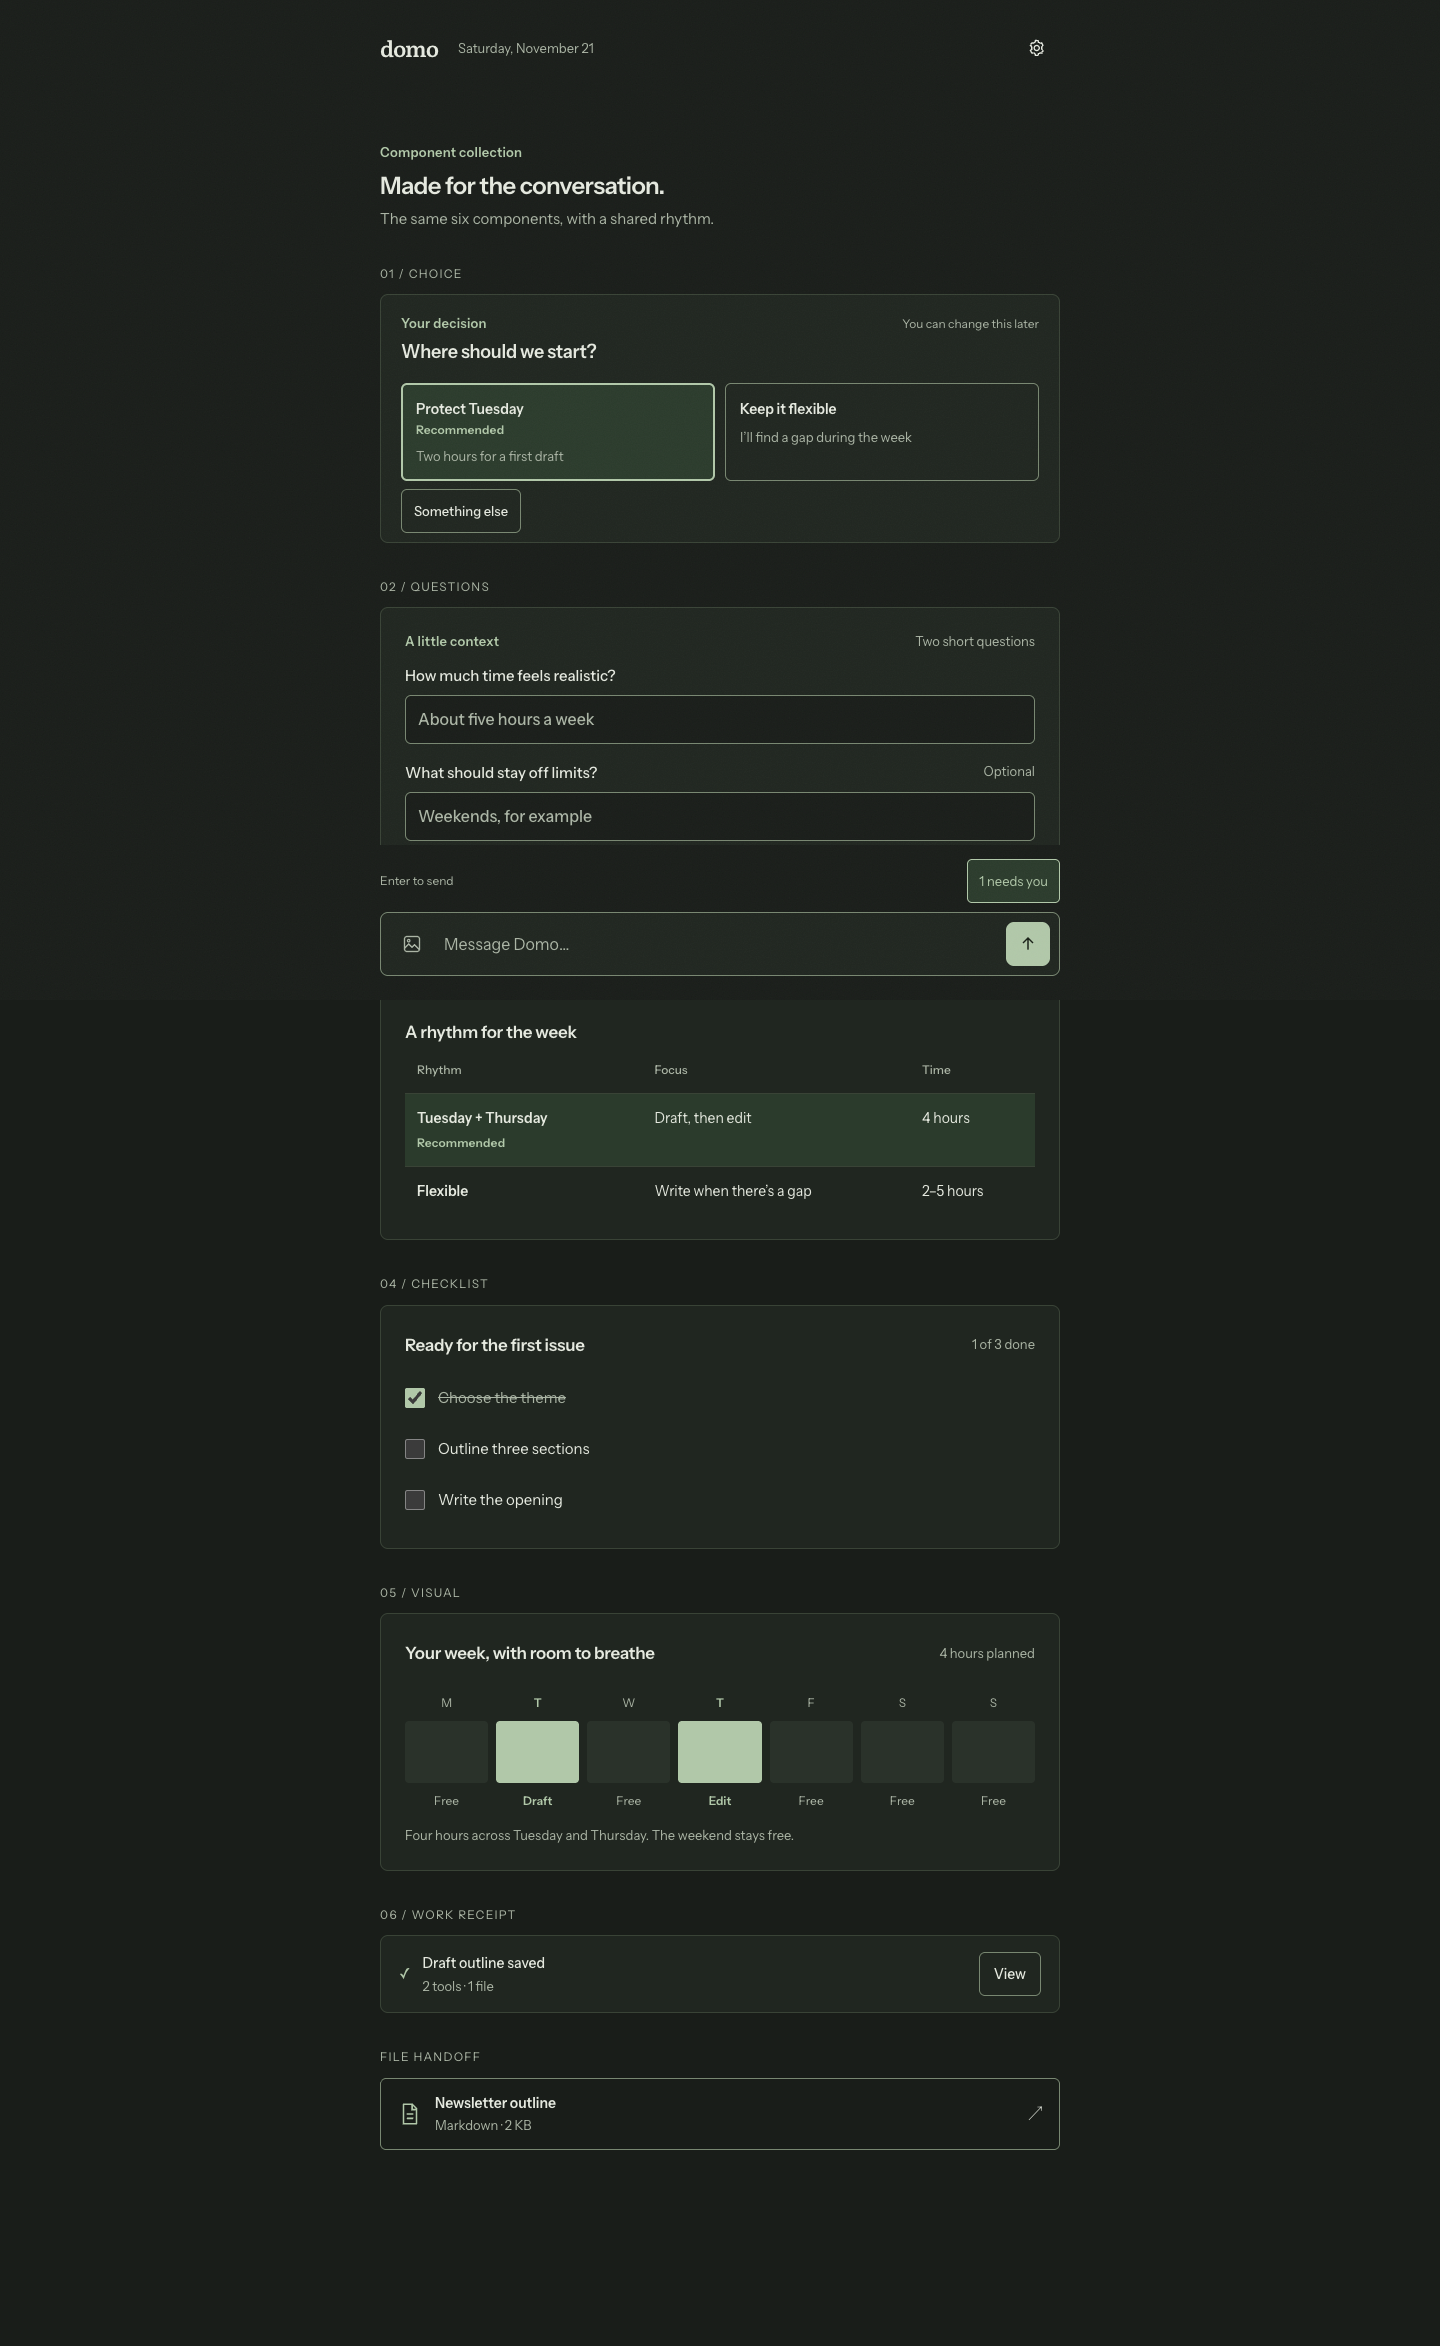 domo Saturday, November 21
Component collection
Made for the conversation.
The same six components, with a shared rhythm.
01 / CHOICE
Your decision You can change this later
Where should we start?
Protect Tuesday
Recommended
Two hours for a first draft
Keep it flexible
I'll find a gap during the week
Something else
02 / QUESTIONS
A little context Two short questions
How much time feels realistic?
About five hours a week
What should stay off limits? Optional
Weekends, for example
Enter to send 1 needs you
Message Domo...
A rhythm for the week
Rhythm Focus Time
Tuesday + Thursday Draft, then edit 4 hours
Recommended
Flexible Write when there's a gap 2–5 hours
04 / CHECKLIST
Ready for the first issue 1 of 3 done
Choose the theme
Outline three sections
Write the opening
05 / VISUAL
Your week, with room to breathe 4 hours planned
M T W T F S S
Free Draft Free Edit Free Free Free
Four hours across Tuesday and Thursday. The weekend stays free.
06 / WORK RECEIPT
Draft outline saved
2 tools · 1 file
View
FILE HANDOFF
Newsletter outline
Markdown · 2 KB